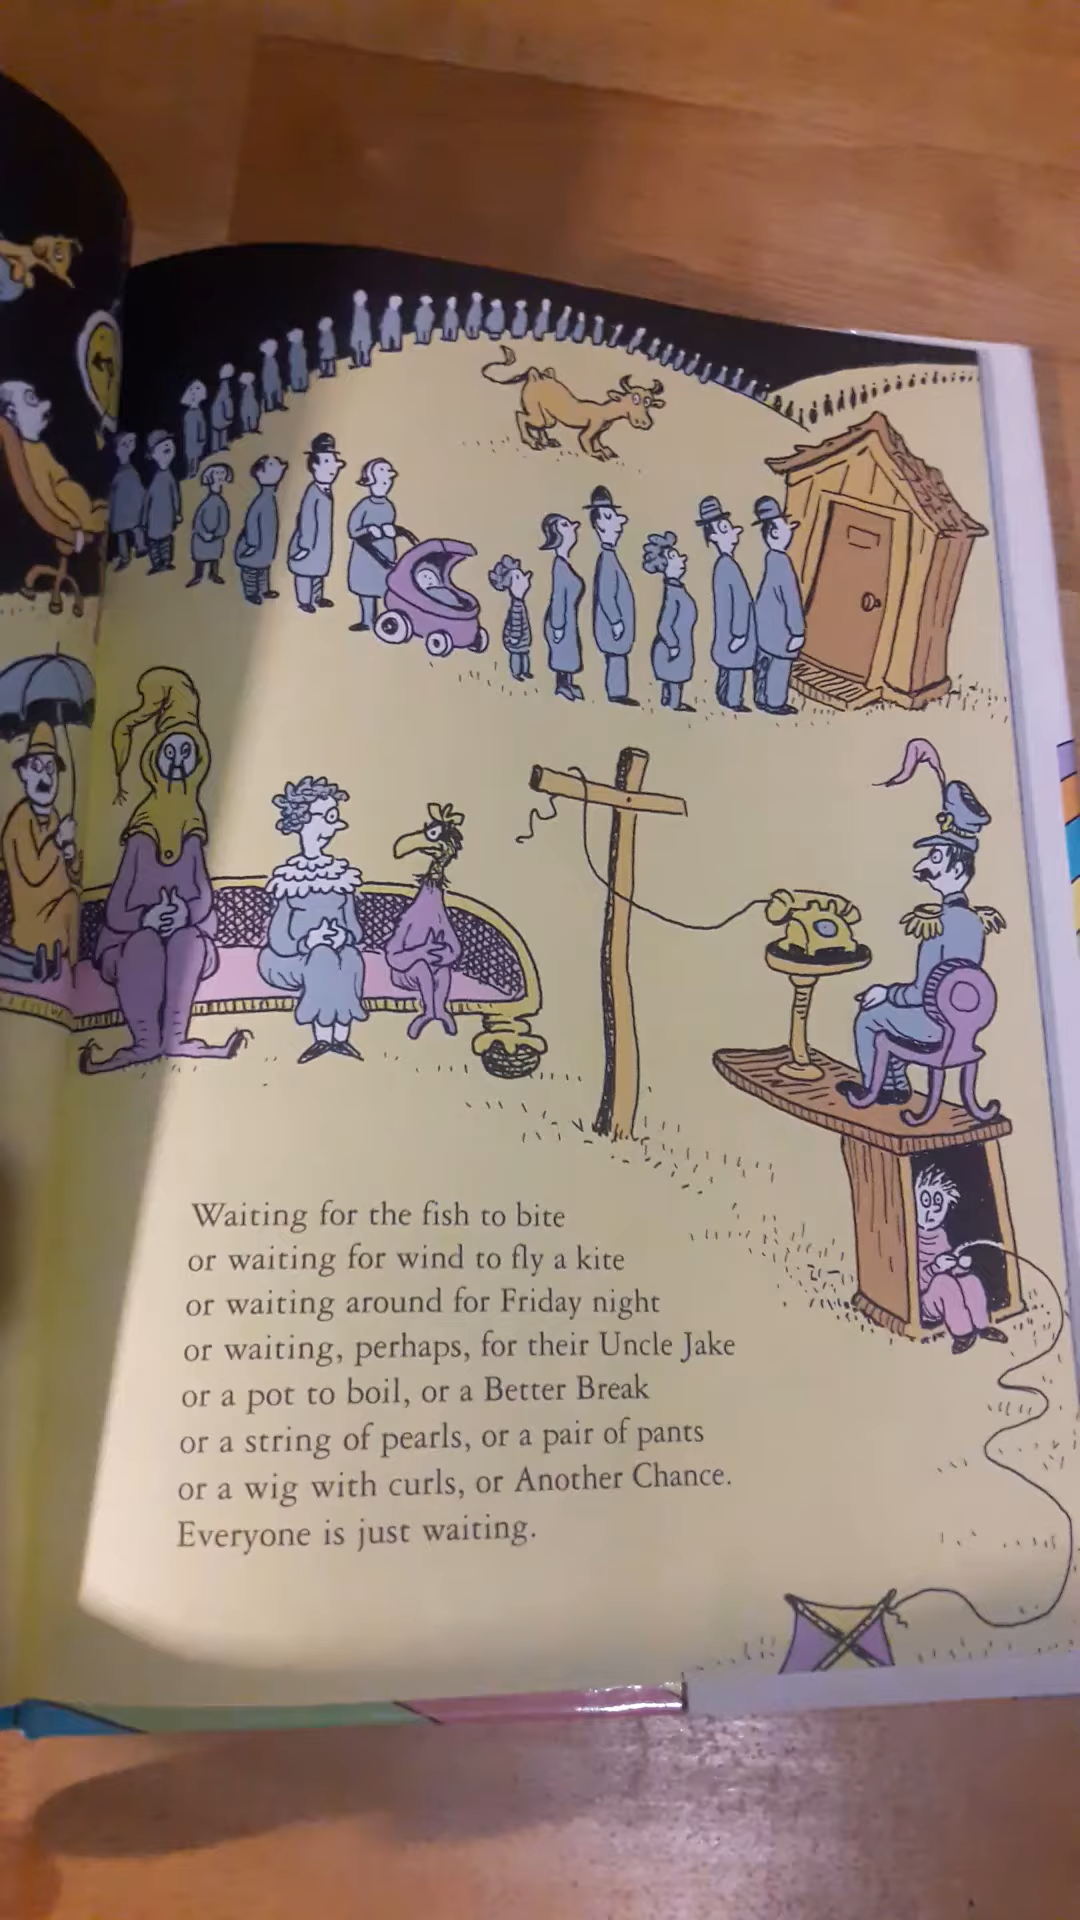 Waiting for the fish to bite
or waiting for wind to fly a kite
or waiting around for Friday night
or waiting, perhaps, for their Uncle Jake
or a pot to boil, or a Better Break
or a string of pearls, or a pair of pants
or a wig with curls, or Another Chance.
Everyone is just waiting.